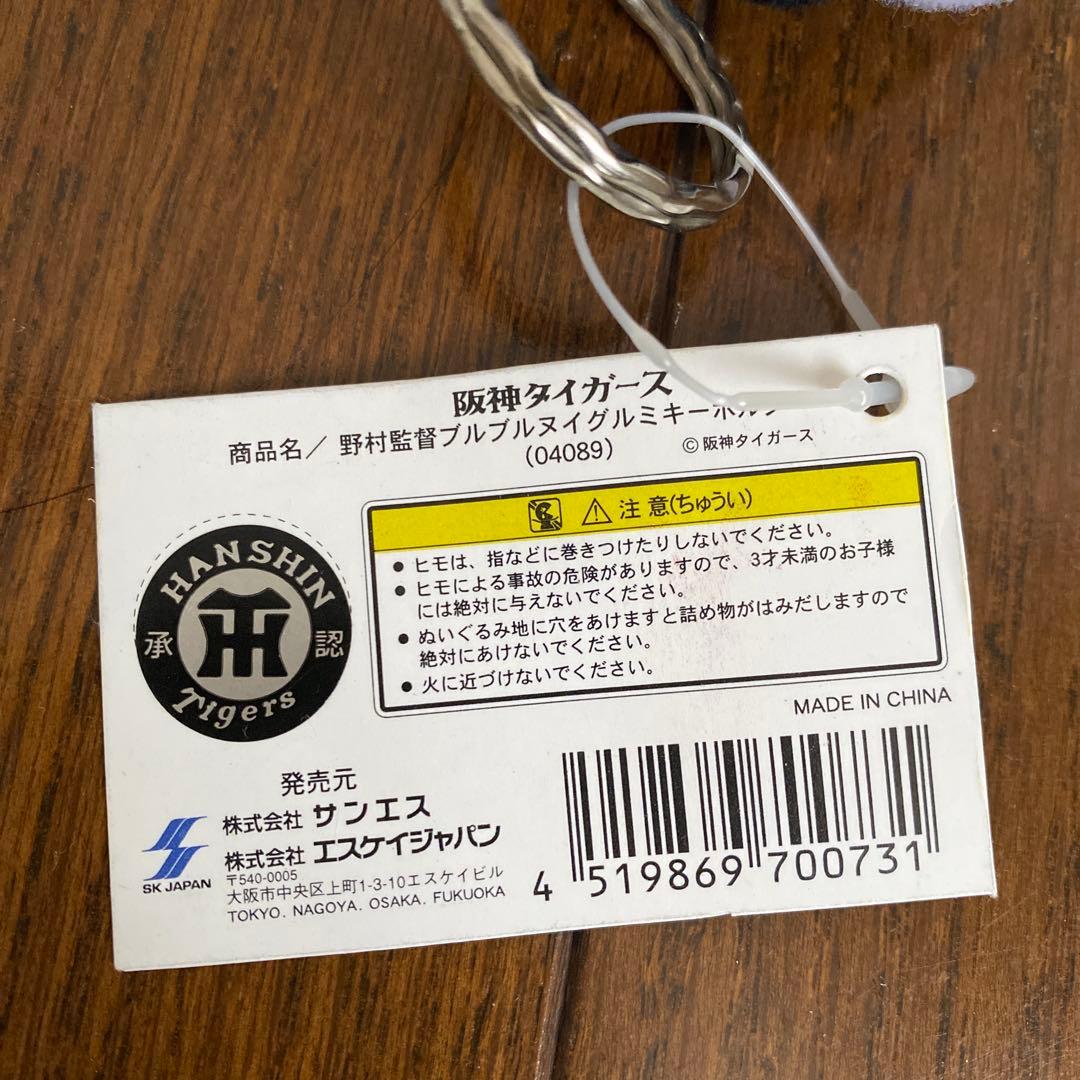 阪神タイガース
商品名／ 野村監督ブルブルヌイグルミキーホルダ
(04089)
© 阪神タイガース
注 意(ちゅうい)
● ヒモは、指などに巻きつけたりしないでください。
● ヒモによる事故の危険がありますので、3才未満のお子様
には絶対に与えないでください。
● ぬいぐるみ地に穴をあけますと詰め物がはみだしますので
絶対にあけないでください。
● 火に近づけないでください。
HANSHIN
承 認
Tigers
MADE IN CHINA
発売元
株式会社 サンエス
株式会社 エスケイジャパン
〒540-0005
大阪市中央区上町1-3-10エスケイビル
TOKYO. NAGOYA. OSAKA. FUKUOKA
SK JAPAN
4 519869 700731